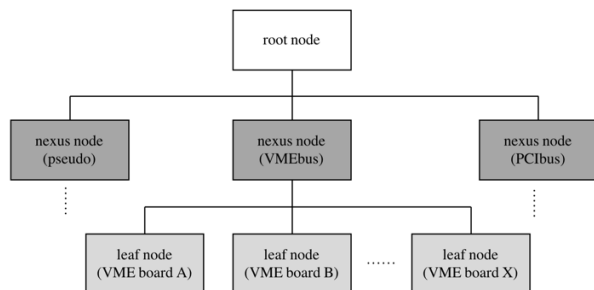 root node
nexus node
(pseudo)
nexus node
(VMEbus)
nexus node
(PCIbus)
leaf node
(VME board A)
leaf node
(VME board B)
......
leaf node
(VME board X)